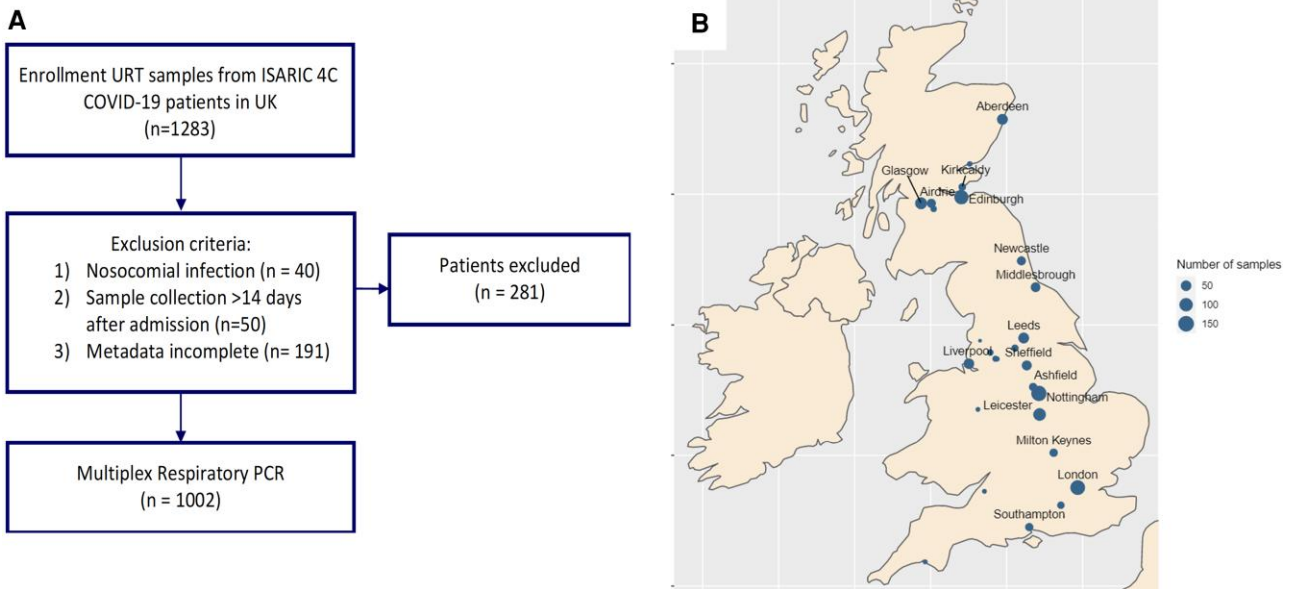 A
Enrollment URT samples from ISARIC 4C
COVID-19 patients in UK
(n=1283)
Exclusion criteria:
1) Nosocomial infection (n = 40)
2) Sample collection >14 days
after admission (n=50)
3) Metadata incomplete (n= 191)
Patients excluded
(n = 281)
Multiplex Respiratory PCR
(n = 1002)
B
Aberdeen
Glasgow
Kirkcaldy
Airdrie
Edinburgh
Newcastle
Middlesbrough
Leeds
Liverpool
Sheffield
Ashfield
Nottingham
Leicester
Milton Keynes
London
Southampton
Number of samples
50
100
150